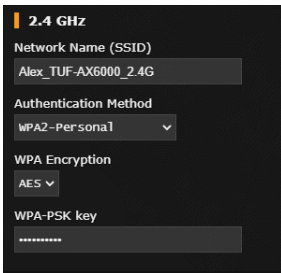 2.4 GHz
Network Name (SSID)
Alex_TUF-AX6000_2.4G
Authentication Method
WPA2-Personal
WPA Encryption
AES
WPA-PSK key
••••••••••